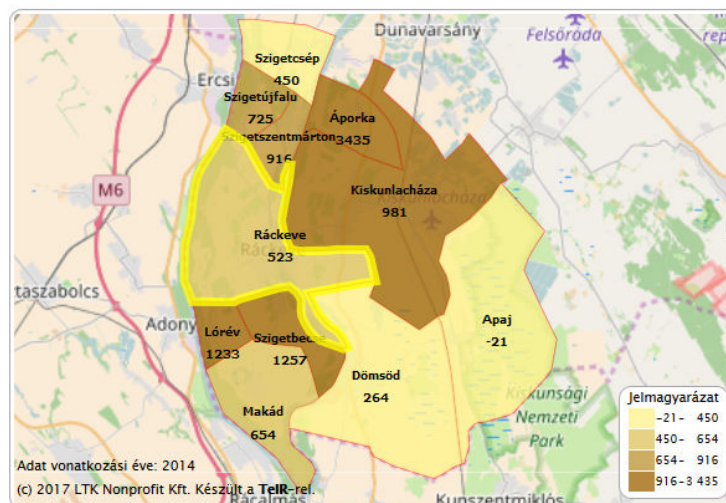 Dunavarsány
Felsőráda
Szigetcsép
450
Ercsi
Szigetújfalu
725
Áporka
3435
Szigetszentmárton
916
Kiskunlacháza
981
M6
Ráckeve
523
Adony
Lórév
1233
Szigetbecse
1257
Apaj
-21
Dömsöd
264
Makád
654
Kiskunsági
Nemzeti
Park
Jelmagyarázat
-21- 450
450- 654
654- 916
916-3 435
Adat vonatkozási éve: 2014
(c) 2017 LTK Nonprofit Kft. Készült a TeIR-rel.
Rácalmás
Kunszentmiklós